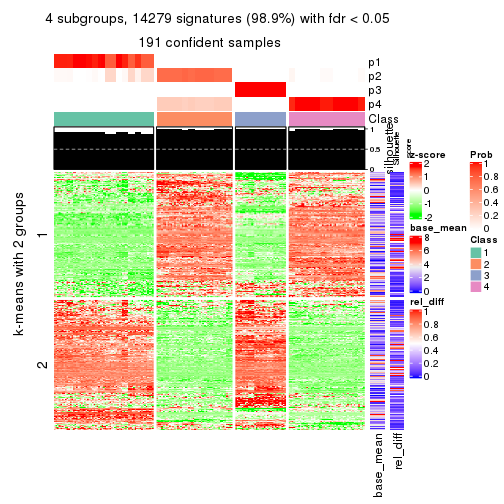 4 subgroups, 14279 signatures (98.9%) with fdr < 0.05
191 confident samples
p1
p2
p3
p4
Class
1
0.5
0
silhouette
Silhouette
score
k-means with 2 groups
1
2
base_mean
rel_diff
z-score
2
1
0
-1
-2
base_mean
8
6
4
2
0
rel_diff
1
0.8
0.6
0.4
0.2
0
Prob
1
0.8
0.6
0.4
0.2
0
Class
1
2
3
4